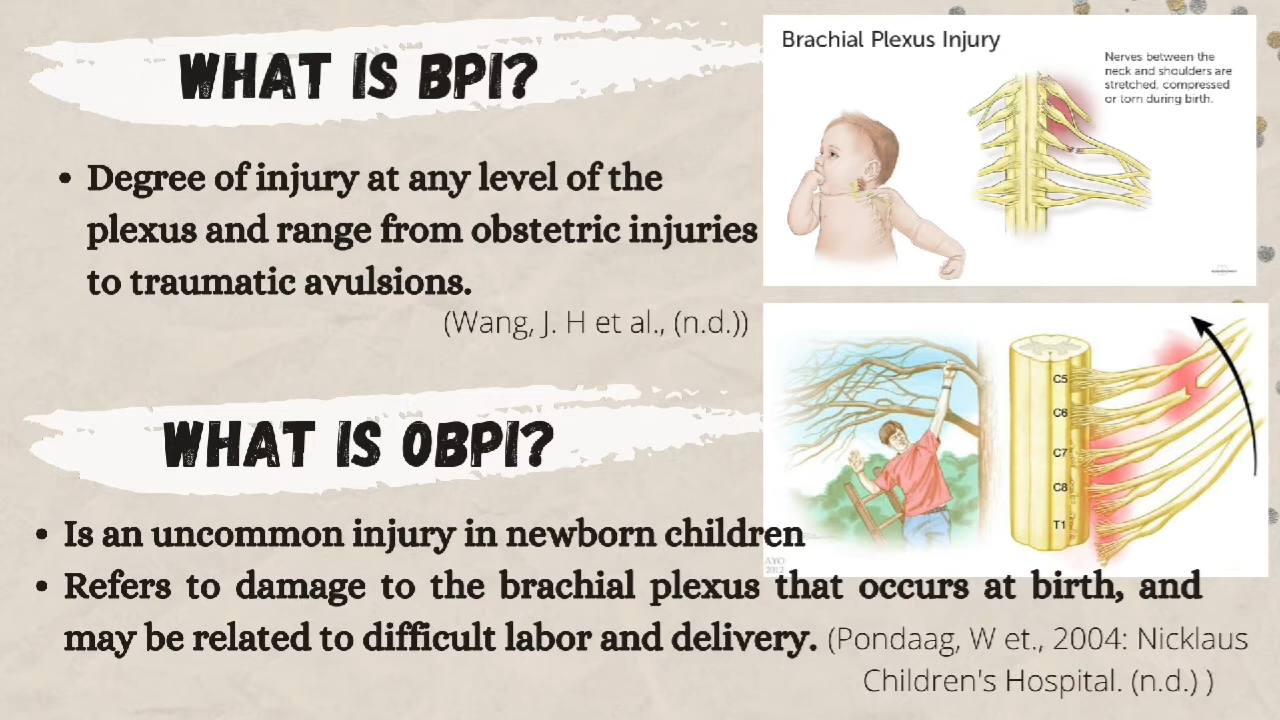 WHAT IS BPI?
• Degree of injury at any level of the
plexus and range from obstetric injuries
to traumatic avulsions.
(Wang, J. H et al., (n.d.))
Brachial Plexus Injury
Nerves between the
neck and shoulders are
stretched, compressed
or torn during birth.
C5
C6
C7
C8
T1
AYO
2012
WHAT IS OBPI?
• Is an uncommon injury in newborn children
• Refers to damage to the brachial plexus that occurs at birth, and
may be related to difficult labor and delivery. (Pondaag, W et., 2004: Nicklaus
Children's Hospital. (n.d.) )